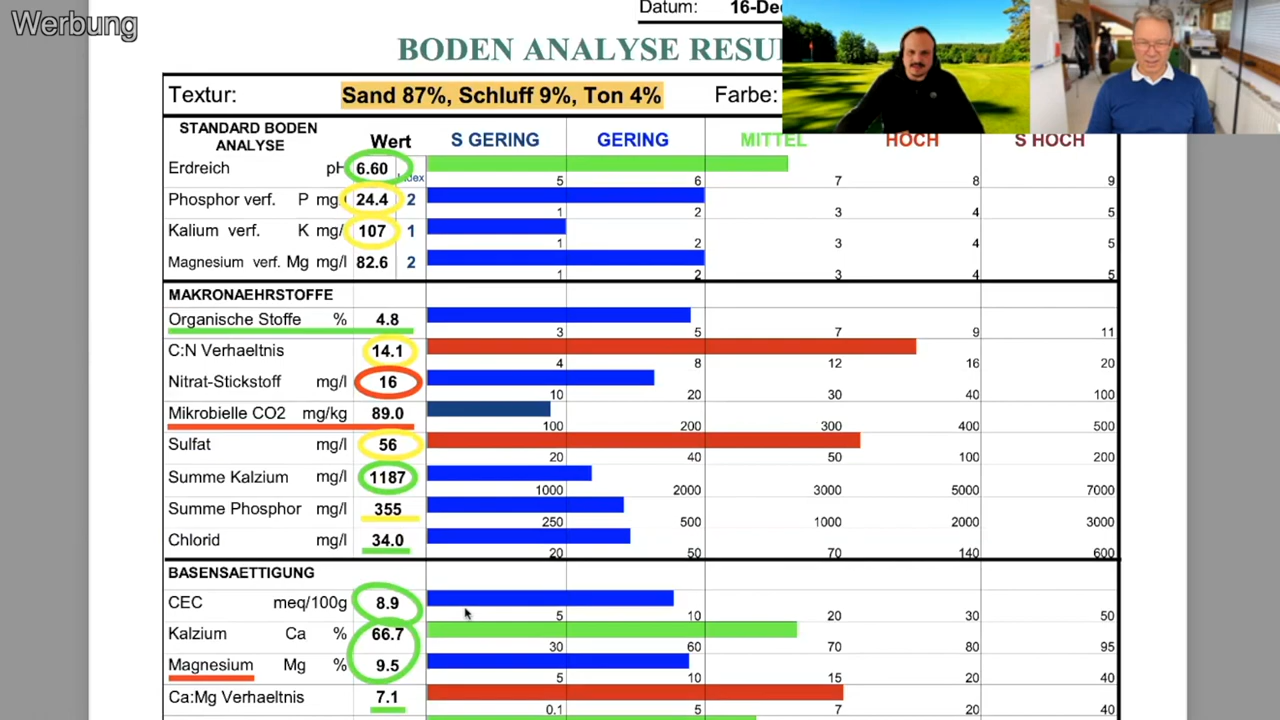 Werbung
Datum: 16-Dec
BODEN ANALYSE RESU
Textur: Sand 87%, Schluff 9%, Ton 4% Farbe:
STANDARD BODEN ANALYSE Wert S GERING GERING MITTEL HOCH S HOCH
Erdreich pH 6.60 Index 5 6 7 8 9
Phosphor verf. P mg/ 24.4 2 1 2 3 4 5
Kalium verf. K mg/ 107 1 1 2 3 4 5
Magnesium verf. Mg mg/l 82.6 2 1 2 3 4 5
MAKRONAEHRSTOFFE
Organische Stoffe % 4.8 3 5 7 9 11
C:N Verhaeltnis 14.1 4 8 12 16 20
Nitrat-Stickstoff mg/l 16 10 20 30 40 100
Mikrobielle CO2 mg/kg 89.0 100 200 300 400 500
Sulfat mg/l 56 20 40 50 100 200
Summe Kalzium mg/l 1187 1000 2000 3000 5000 7000
Summe Phosphor mg/l 355 250 500 1000 2000 3000
Chlorid mg/l 34.0 20 50 70 140 600
BASENSAETTIGUNG
CEC meq/100g 8.9 5 10 20 30 50
Kalzium Ca % 66.7 30 60 70 80 95
Magnesium Mg % 9.5 5 10 15 20 40
Ca:Mg Verhaeltnis 7.1 0.1 5 7 20 40